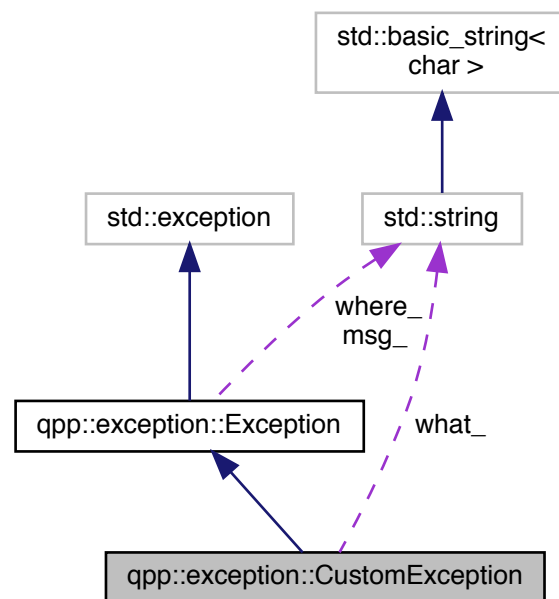 std::basic_string<
char >
std::exception
std::string
where_
msg_
qpp::exception::Exception
what_
qpp::exception::CustomException